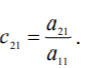 c₂₁ = a₂₁ / a₁₁ .